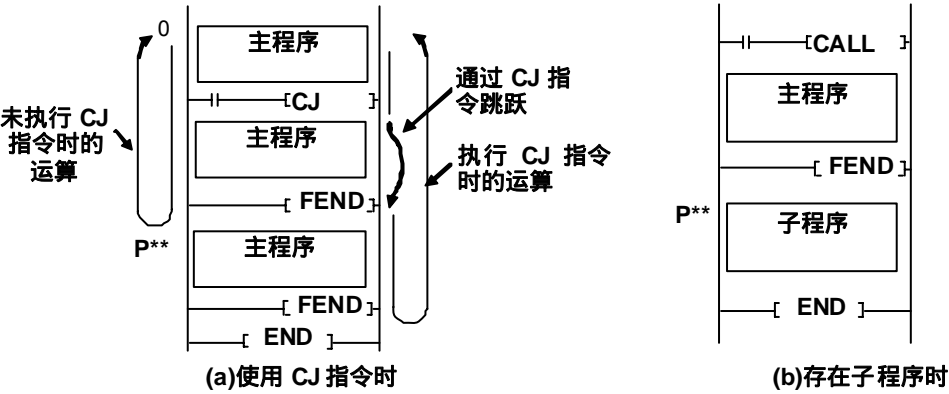 0
主程序
CJ
主程序
FEND
P**
主程序
FEND
END
未执行 CJ
指令时的
运算
通过 CJ 指
令跳跃
执行 CJ 指令
时的运算
(a)使用 CJ 指令时
CALL
主程序
FEND
P**
子程序
END
(b)存在子程序时